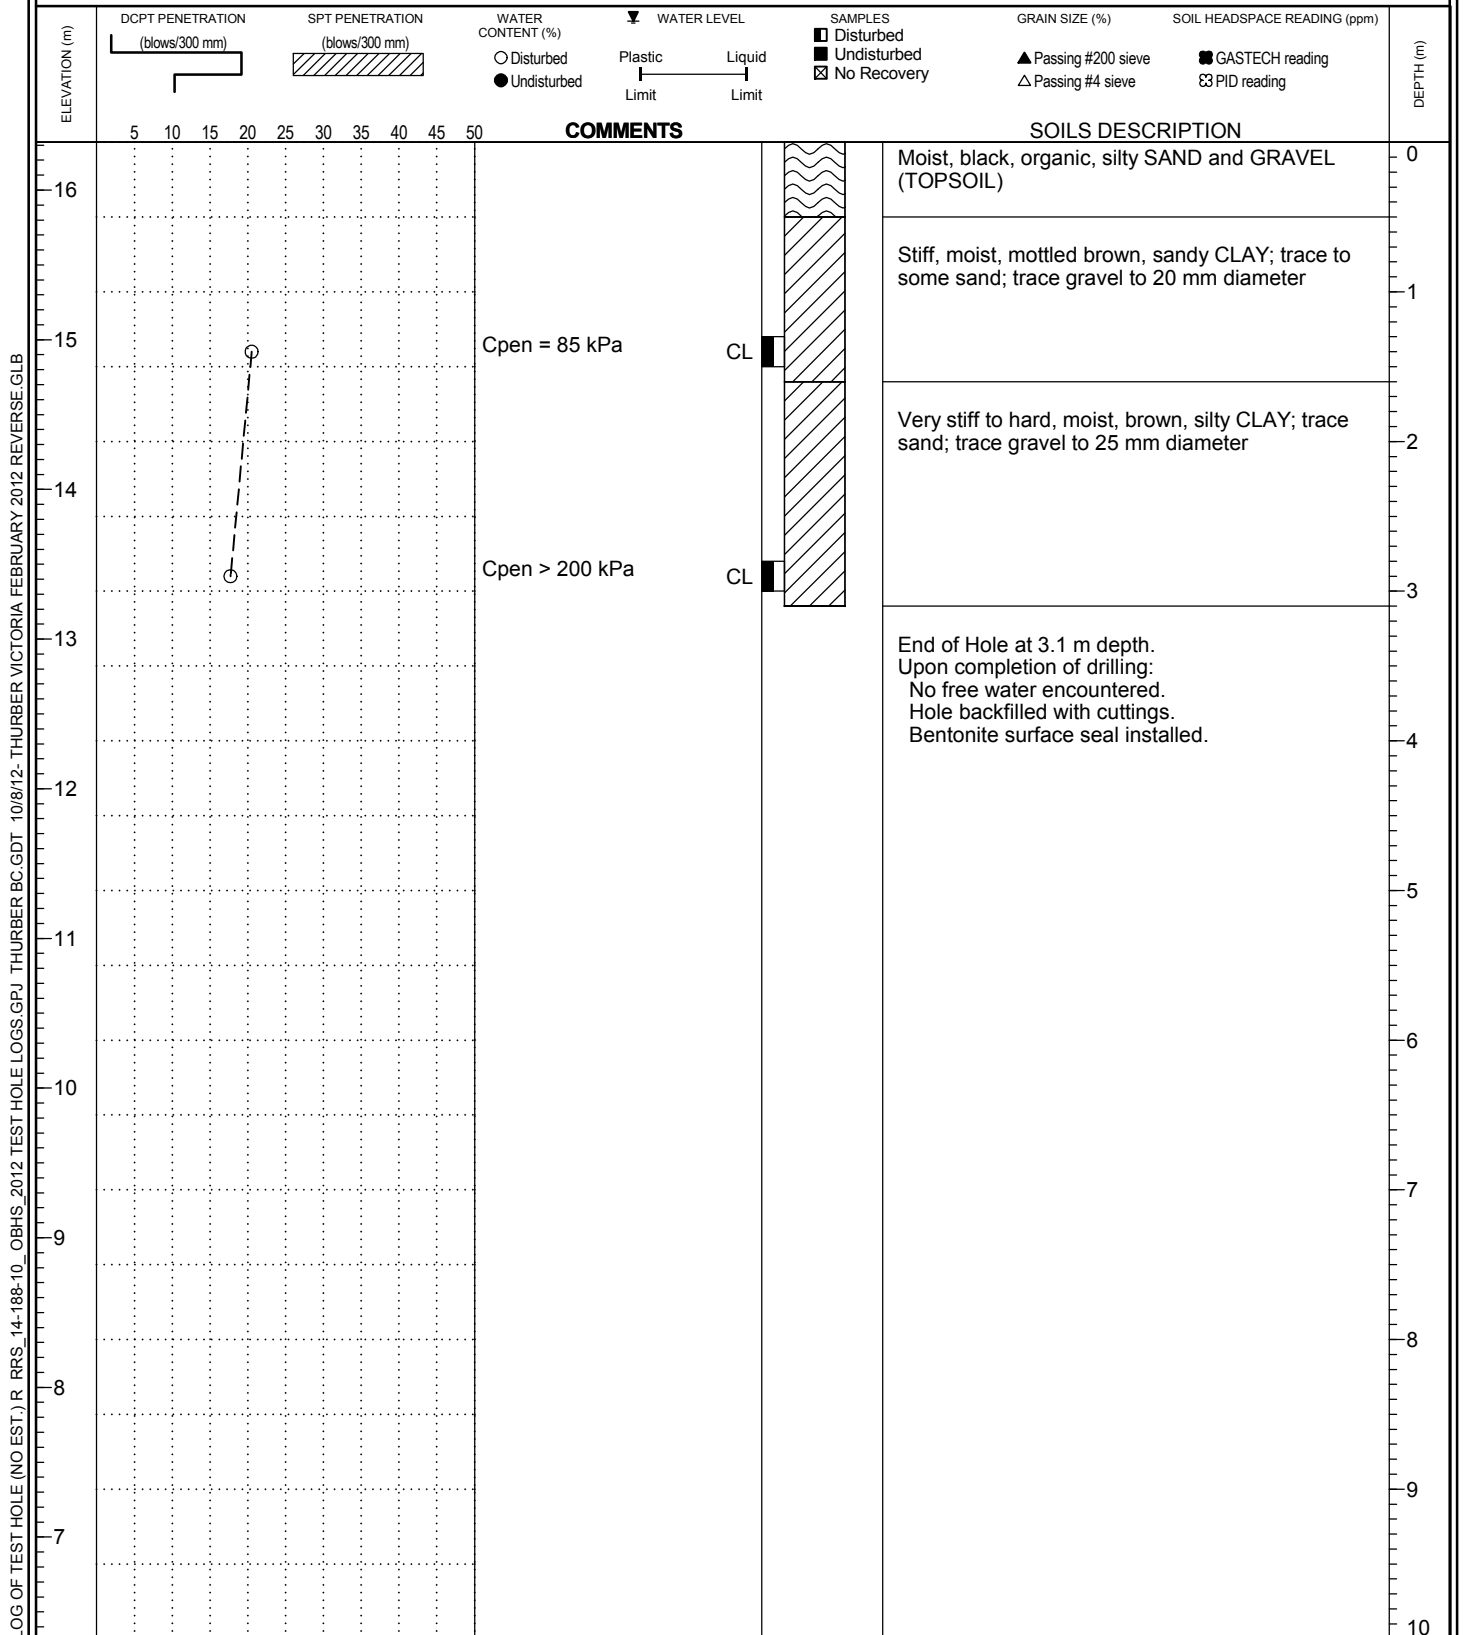 DCPT PENETRATION
(blows/300 mm)
SPT PENETRATION
(blows/300 mm)
WATER
CONTENT (%)
Disturbed
Undisturbed
WATER LEVEL
Plastic Liquid
Limit Limit
SAMPLES
Disturbed
Undisturbed
No Recovery
GRAIN SIZE (%)
Passing #200 sieve
Passing #4 sieve
SOIL HEADSPACE READING (ppm)
GASTECH reading
PID reading
ELEVATION (m)
DEPTH (m)
5 10 15 20 25 30 35 40 45 50
COMMENTS
SOILS DESCRIPTION
0
Moist, black, organic, silty SAND and GRAVEL
(TOPSOIL)
16
Stiff, moist, mottled brown, sandy CLAY; trace to
some sand; trace gravel to 20 mm diameter
1
15
Cpen = 85 kPa
CL
Very stiff to hard, moist, brown, silty CLAY; trace
sand; trace gravel to 25 mm diameter
2
14
Cpen > 200 kPa
CL
3
13
End of Hole at 3.1 m depth.
Upon completion of drilling:
No free water encountered.
Hole backfilled with cuttings.
Bentonite surface seal installed.
4
12
5
11
6
10
7
9
8
8
9
7
10
OG OF TEST HOLE (NO EST.) R RRS_14-188-10_ OBHS_2012 TEST HOLE LOGS.GPJ THURBER BC.GDT 10/8/12- THURBER VICTORIA FEBRUARY 2012 REVERSE.GLB